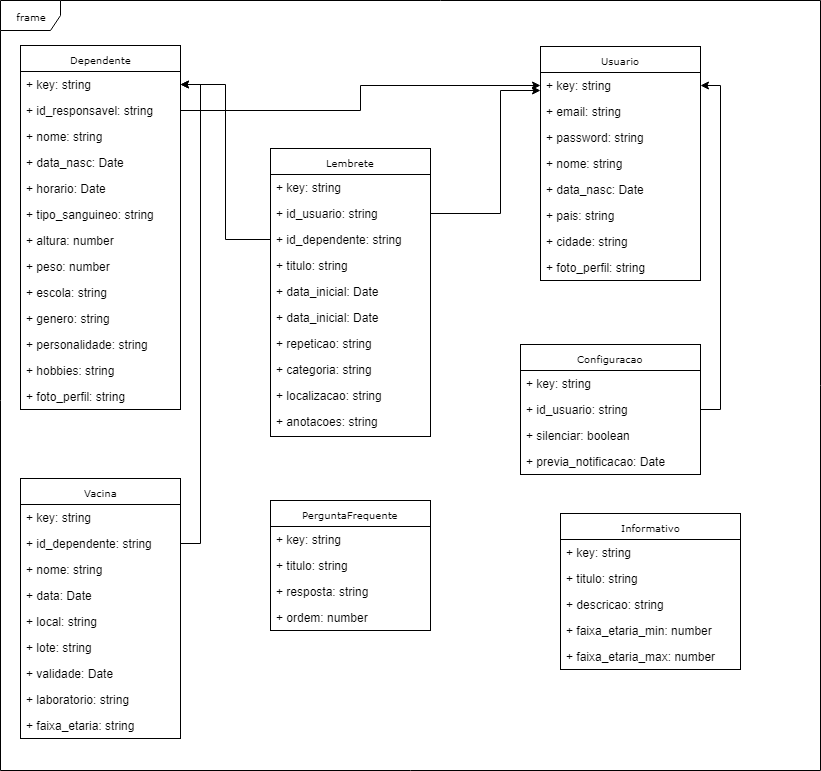 frame
Dependente
+ key: string
+ id_responsavel: string
+ nome: string
+ data_nasc: Date
+ horario: Date
+ tipo_sanguineo: string
+ altura: number
+ peso: number
+ escola: string
+ genero: string
+ personalidade: string
+ hobbies: string
+ foto_perfil: string
Lembrete
+ key: string
+ id_usuario: string
+ id_dependente: string
+ titulo: string
+ data_inicial: Date
+ data_inicial: Date
+ repeticao: string
+ categoria: string
+ localizacao: string
+ anotacoes: string
Usuario
+ key: string
+ email: string
+ password: string
+ nome: string
+ data_nasc: Date
+ pais: string
+ cidade: string
+ foto_perfil: string
Configuracao
+ key: string
+ id_usuario: string
+ silenciar: boolean
+ previa_notificacao: Date
Vacina
+ key: string
+ id_dependente: string
+ nome: string
+ data: Date
+ local: string
+ lote: string
+ validade: Date
+ laboratorio: string
+ faixa_etaria: string
PerguntaFrequente
+ key: string
+ titulo: string
+ resposta: string
+ ordem: number
Informativo
+ key: string
+ titulo: string
+ descricao: string
+ faixa_etaria_min: number
+ faixa_etaria_max: number